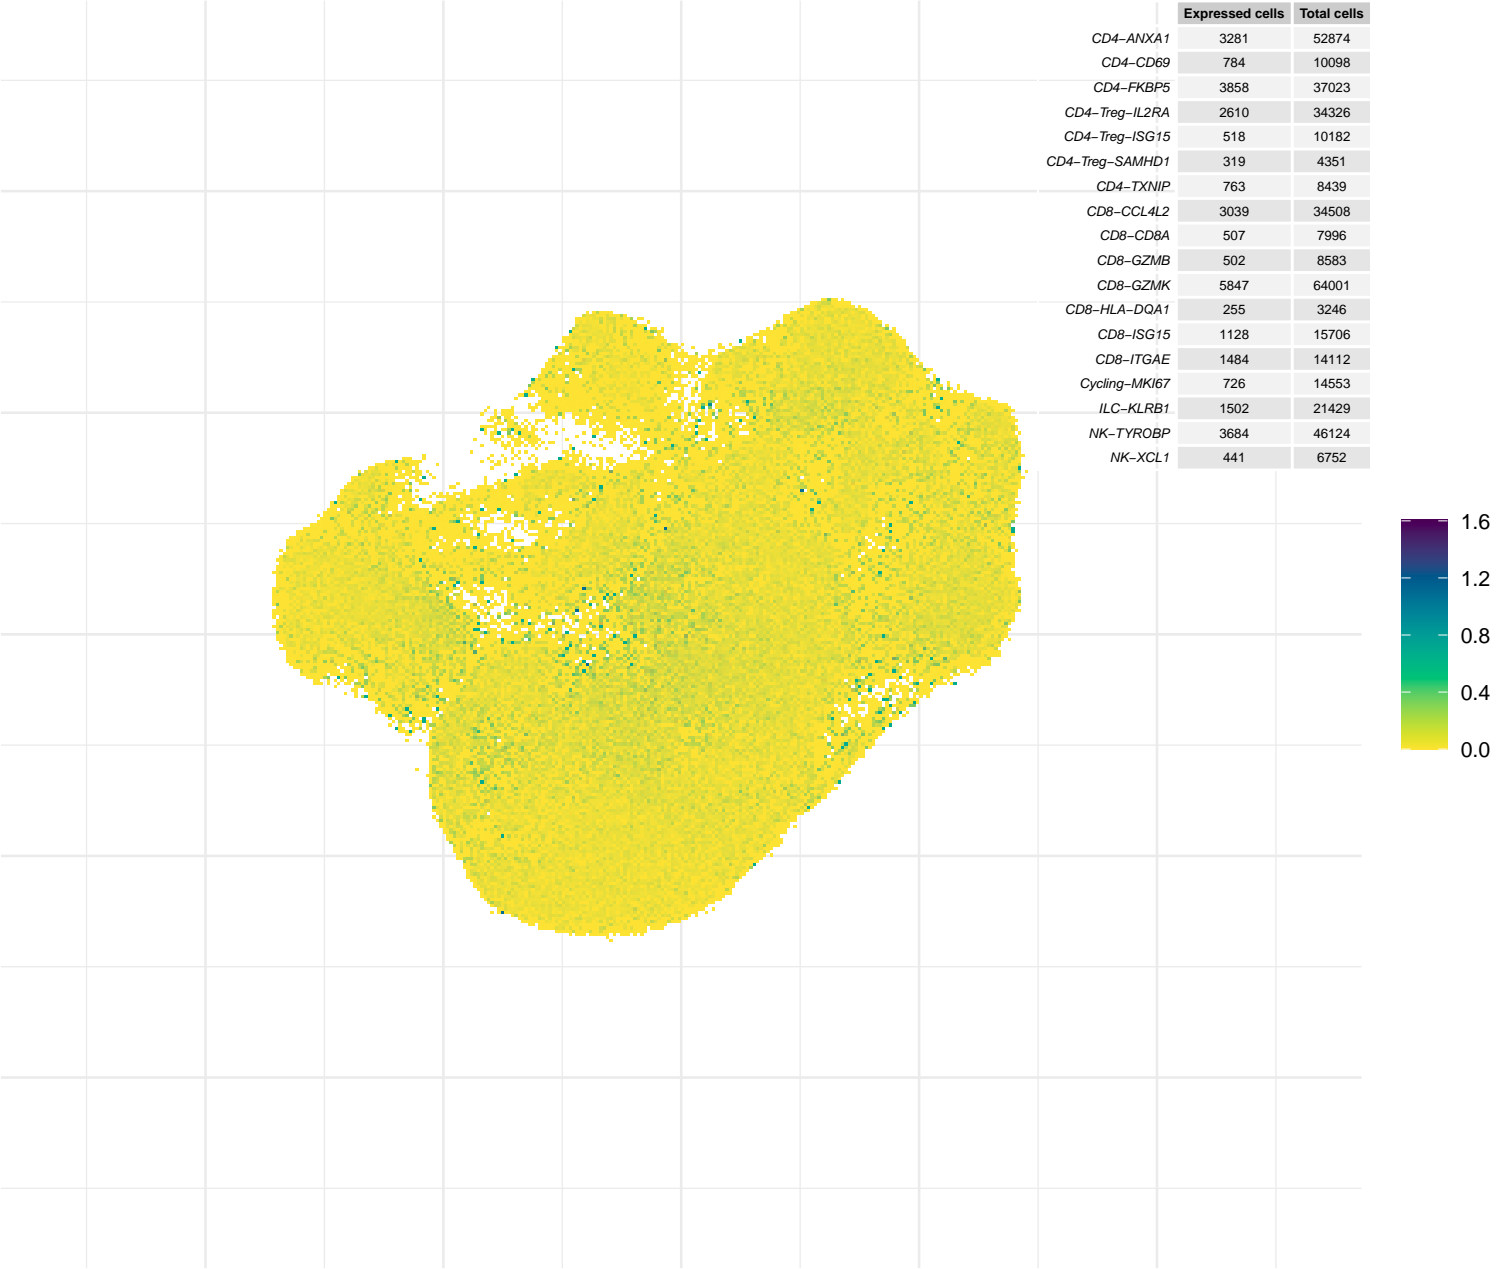 Expressed cells Total cells
CD4−ANXA1 3281 52874
CD4−CD69 784 10098
CD4−FKBP5 3858 37023
CD4−Treg−IL2RA 2610 34326
CD4−Treg−ISG15 518 10182
CD4−Treg−SAMHD1 319 4351
CD4−TXNIP 763 8439
CD8−CCL4L2 3039 34508
CD8−CD8A 507 7996
CD8−GZMB 502 8583
CD8−GZMK 5847 64001
CD8−HLA−DQA1 255 3246
CD8−ISG15 1128 15706
CD8−ITGAE 1484 14112
Cycling−MKI67 726 14553
ILC−KLRB1 1502 21429
NK−TYROBP 3684 46124
NK−XCL1 441 6752
1.6
1.2
0.8
0.4
0.0